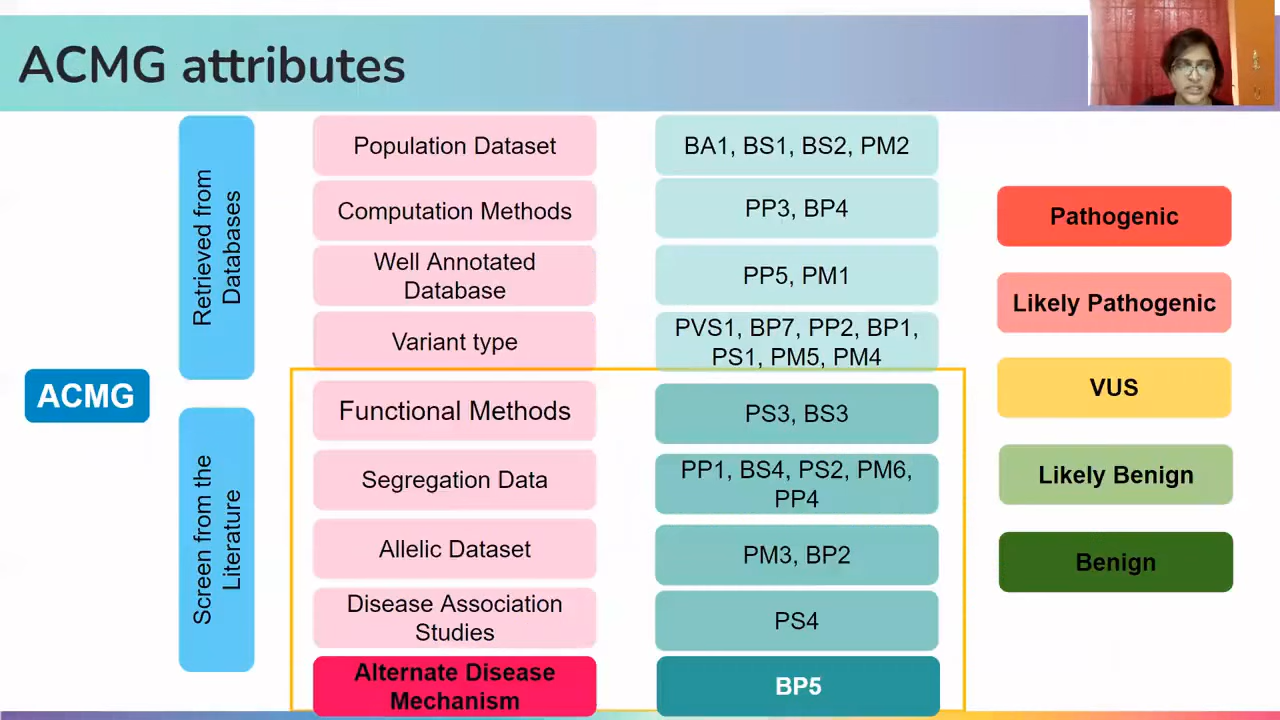 ACMG attributes
Retrieved from
Databases
Population Dataset
BA1, BS1, BS2, PM2
Computation Methods
PP3, BP4
Well Annotated
Database
PP5, PM1
Variant type
PVS1, BP7, PP2, BP1,
PS1, PM5, PM4
ACMG
Screen from the
Literature
Functional Methods
PS3, BS3
Segregation Data
PP1, BS4, PS2, PM6,
PP4
Allelic Dataset
PM3, BP2
Disease Association
Studies
PS4
Alternate Disease
Mechanism
BP5
Pathogenic
Likely Pathogenic
VUS
Likely Benign
Benign